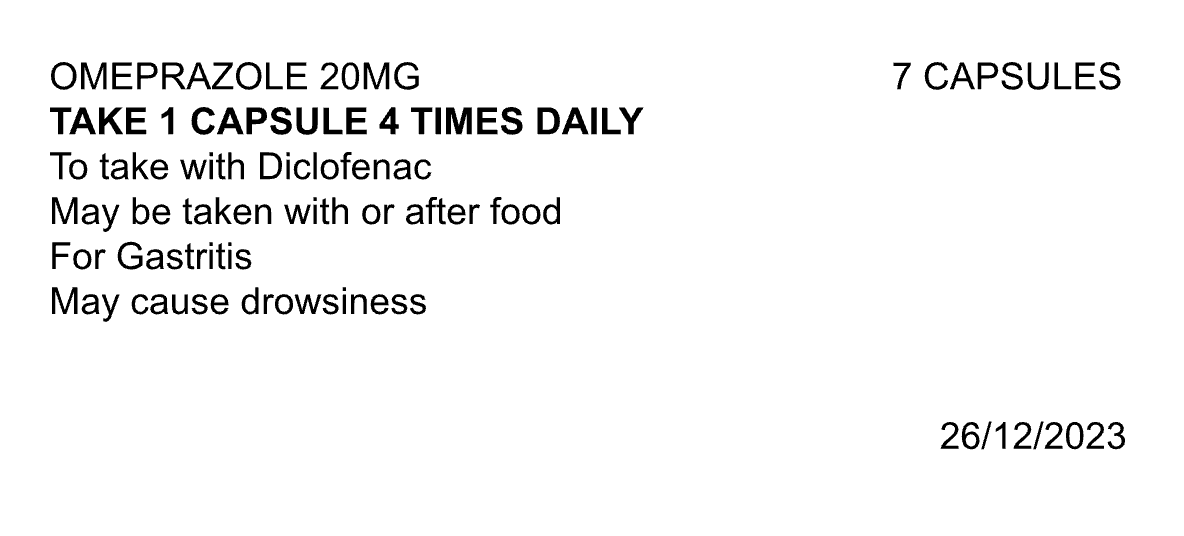 OMEPRAZOLE 20MG 7 CAPSULES
TAKE 1 CAPSULE 4 TIMES DAILY
To take with Diclofenac
May be taken with or after food
For Gastritis
May cause drowsiness
26/12/2023